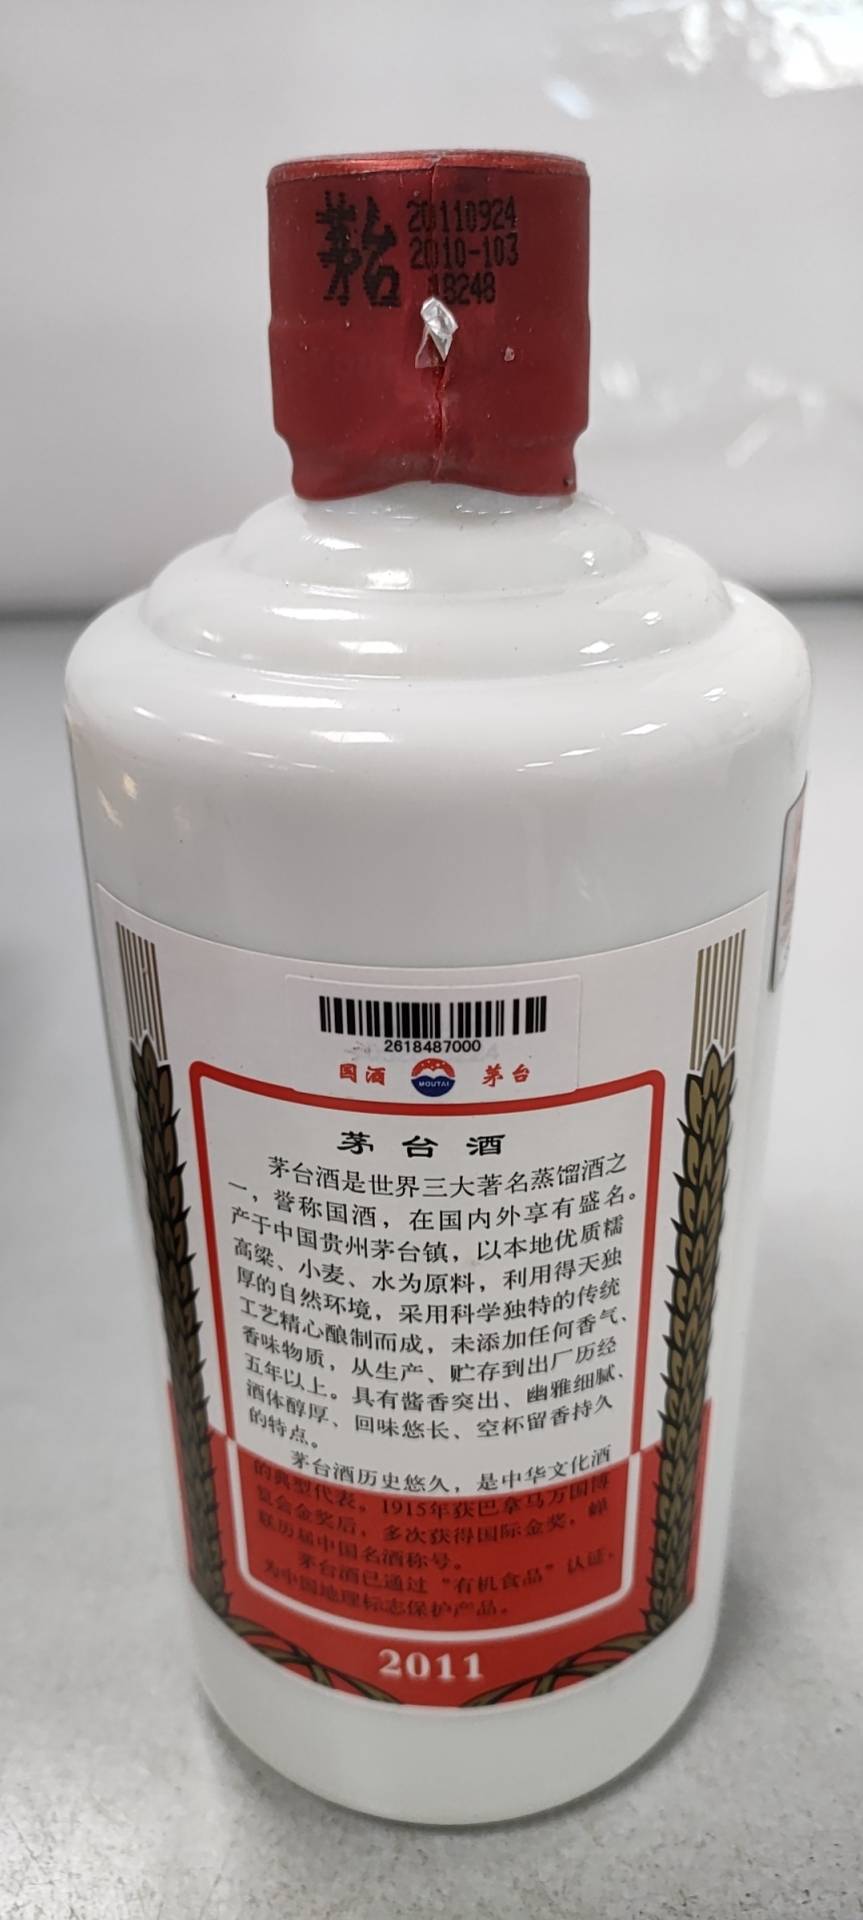 茅台
20110924
2010-103
18248
2618487000
国酒
MOUTAI
茅台
茅台酒
茅台酒是世界三大著名蒸馏酒之
一，誉称国酒，在国内外享有盛名。
产于中国贵州茅台镇，以本地优质糯
高粱、小麦、水为原料，利用得天独
厚的自然环境，采用科学独特的传统
工艺精心酿制而成，未添加任何香气、
香味物质，从生产、贮存到出厂历经
五年以上。具有酱香突出、幽雅细腻、
酒体醇厚、回味悠长、空杯留香持久
的特点。
茅台酒历史悠久，是中华文化酒
的典型代表。1915年获巴拿马万国博
览会金奖后，多次获得国际金奖，蝉
联历届中国名酒称号。
茅台酒已通过“有机食品”认证，
为中国地理标志保护产品。
2011